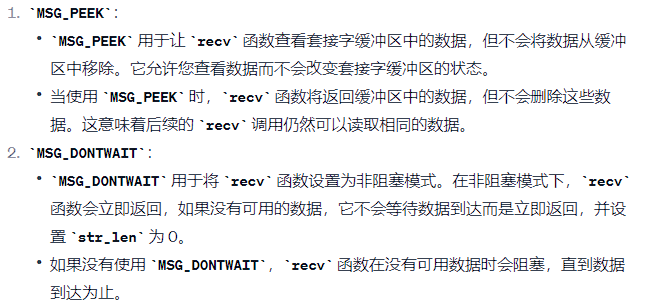 1. `MSG_PEEK`：
• `MSG_PEEK` 用于让 `recv` 函数查看套接字缓冲区中的数据，但不会将数据从缓冲
区中移除。它允许您查看数据而不会改变套接字缓冲区的状态。
• 当使用 `MSG_PEEK` 时，`recv` 函数将返回缓冲区中的数据，但不会删除这些数
据。这意味着后续的 `recv` 调用仍然可以读取相同的数据。
2. `MSG_DONTWAIT`：
• `MSG_DONTWAIT` 用于将 `recv` 函数设置为非阻塞模式。在非阻塞模式下，`recv`
函数会立即返回，如果没有可用的数据，它不会等待数据到达而是立即返回，并设
置 `str_len` 为 0。
• 如果没有使用 `MSG_DONTWAIT`，`recv` 函数在没有可用数据时会阻塞，直到数据
到达为止。